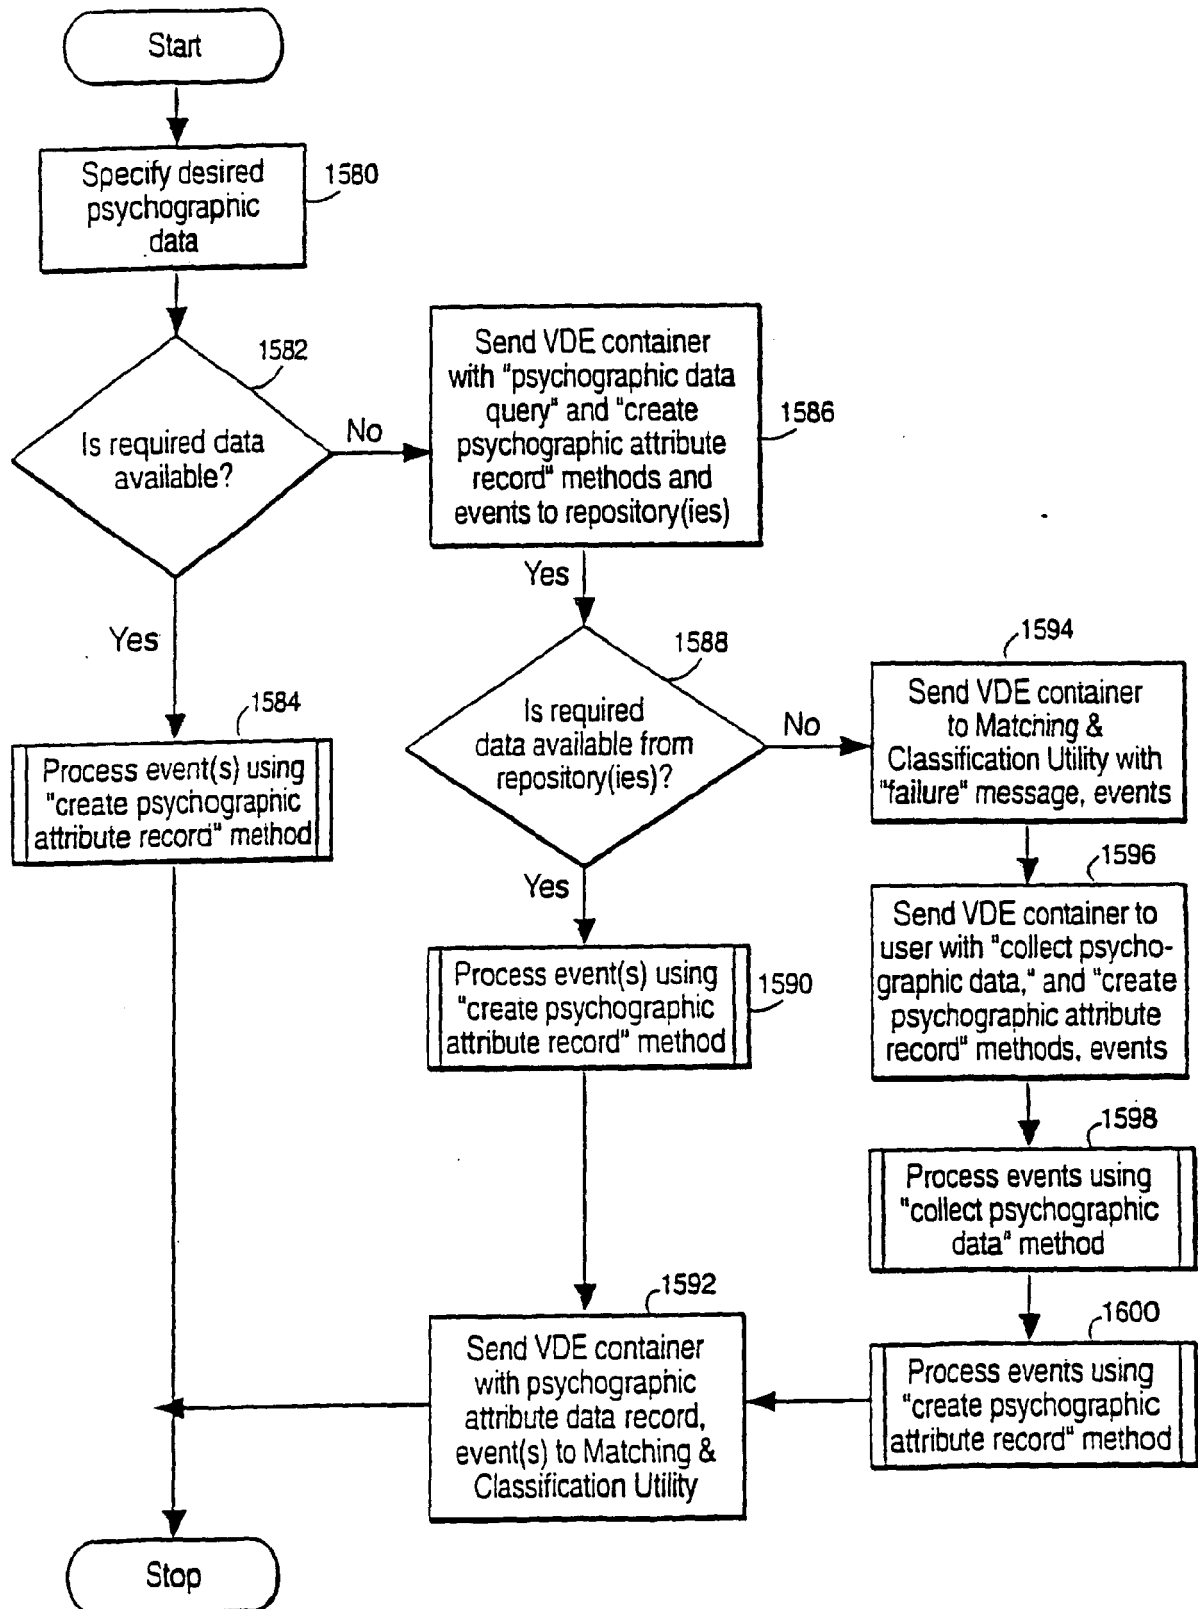 Start
Specify desired
psychographic
data
1580
1582
Is required data
available?
No
Yes
Send VDE container
with "psychographic data
query" and "create
psychographic attribute
record" methods and
events to repository(ies)
1586
Yes
1584
Process event(s) using
"create psychographic
attribute record" method
1588
Is required
data available from
repository(ies)?
No
Yes
1594
Send VDE container
to Matching &
Classification Utility with
"failure" message, events
1596
Send VDE container to
user with "collect psycho-
graphic data," and "create
psychographic attribute
record" methods, events
Process event(s) using
"create psychographic
attribute record" method
1590
1598
Process events using
"collect psychographic
data" method
1592
Send VDE container
with psychographic
attribute data record,
event(s) to Matching &
Classification Utility
1600
Process events using
"create psychographic
attribute record" method
Stop